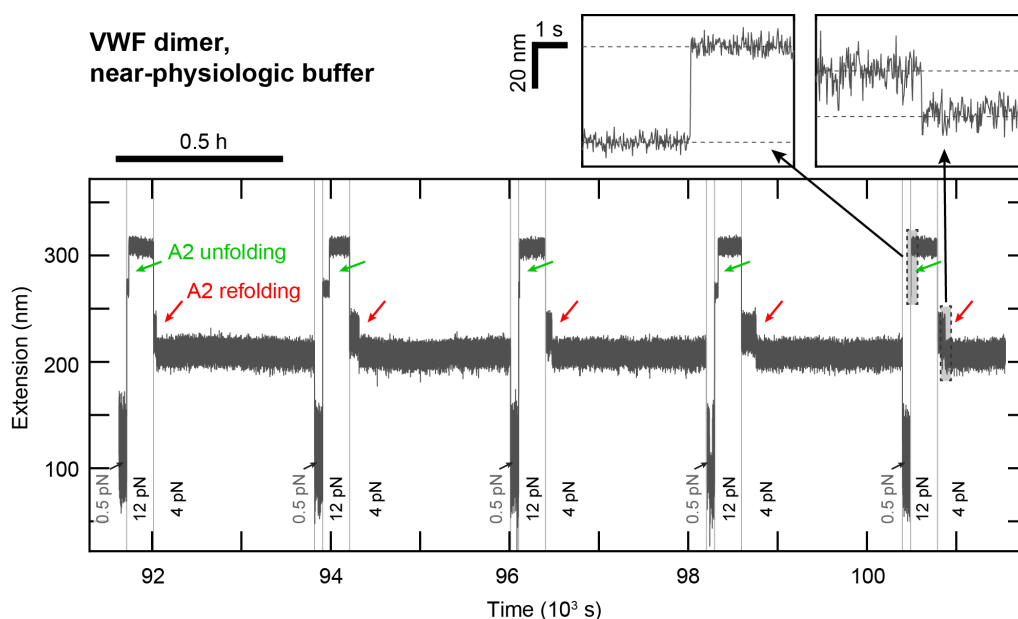 VWF dimer,
near-physiologic buffer
1 s
20 nm
0.5 h
A2 unfolding
A2 refolding
Extension (nm)
300
200
100
0.5 pN
12 pN
4 pN
0.5 pN
12 pN
4 pN
0.5 pN
12 pN
4 pN
0.5 pN
12 pN
4 pN
0.5 pN
12 pN
4 pN
92
94
96
98
100
Time (10³ s)